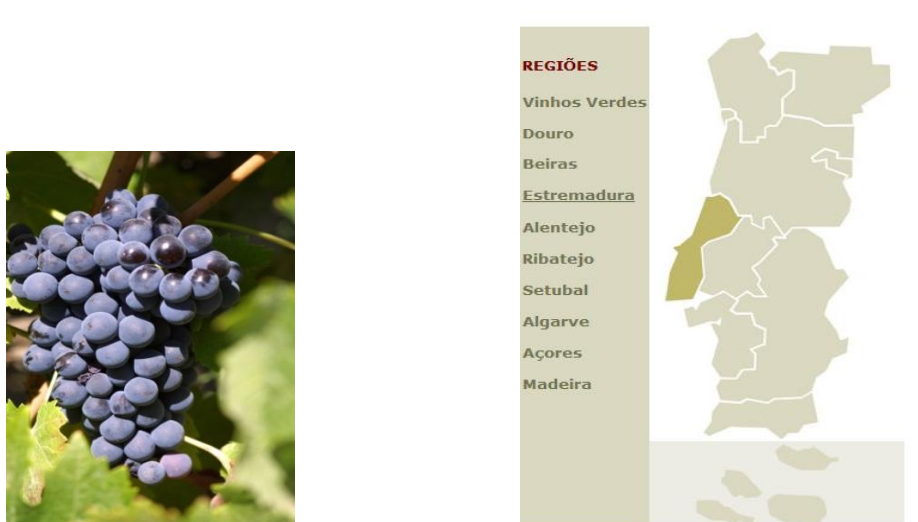 REGIÕES
Vinhos Verdes
Douro
Beiras
Estremadura
Alentejo
Ribatejo
Setubal
Algarve
Açores
Madeira